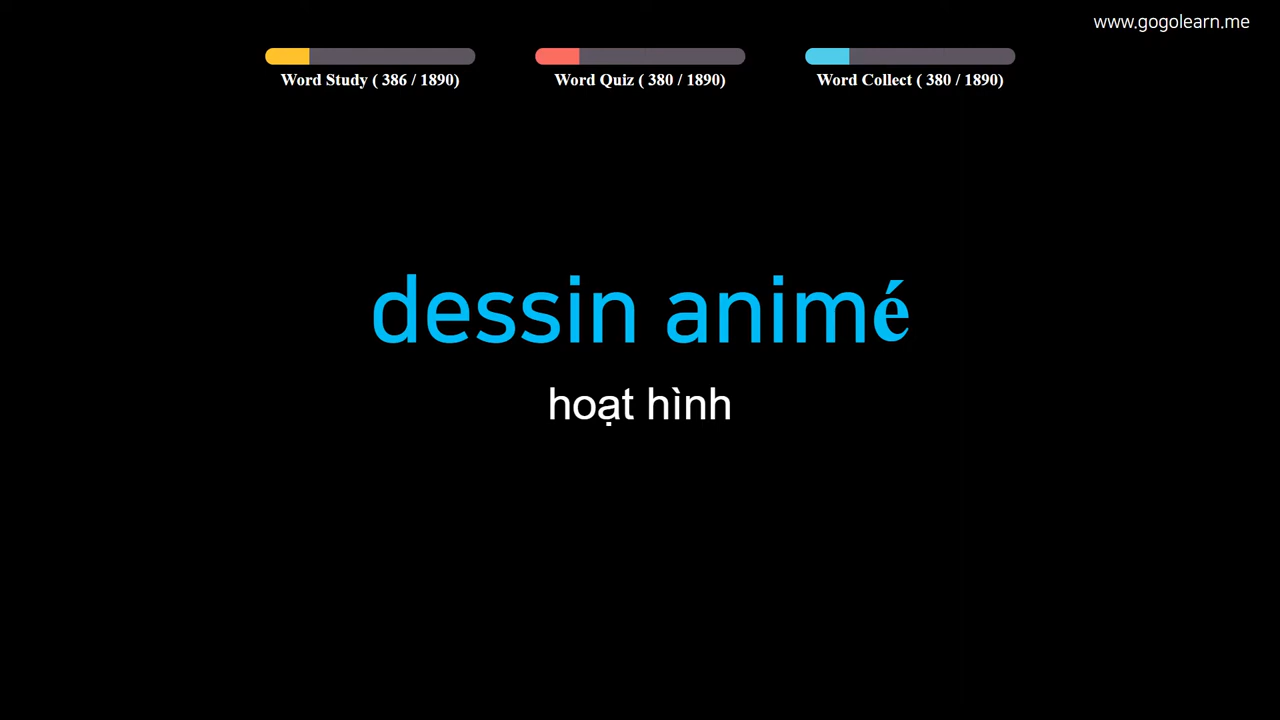 www.gogolearn.me
Word Study ( 386 / 1890)
Word Quiz ( 380 / 1890)
Word Collect ( 380 / 1890)
dessin animé
hoạt hình